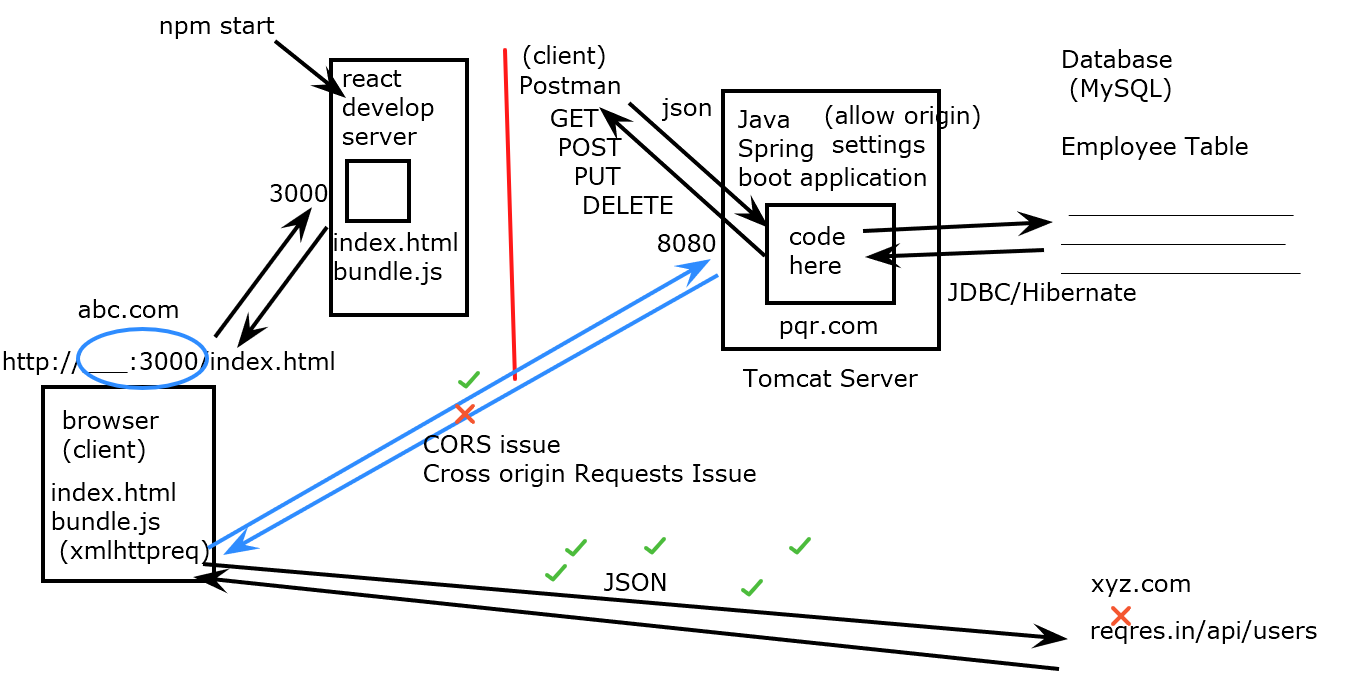 npm start
react
develop
server
3000
index.html
bundle.js
abc.com
http://___:3000/index.html
browser
(client)
index.html
bundle.js
(xmlhttpreq)
(client)
Postman
GET
POST
PUT
DELETE
json
8080
Java
(allow origin)
Spring
settings
boot application
code
here
pqr.com
Tomcat Server
JDBC/Hibernate
Database
(MySQL)
Employee Table
CORS issue
Cross origin Requests Issue
JSON
xyz.com
reqres.in/api/users